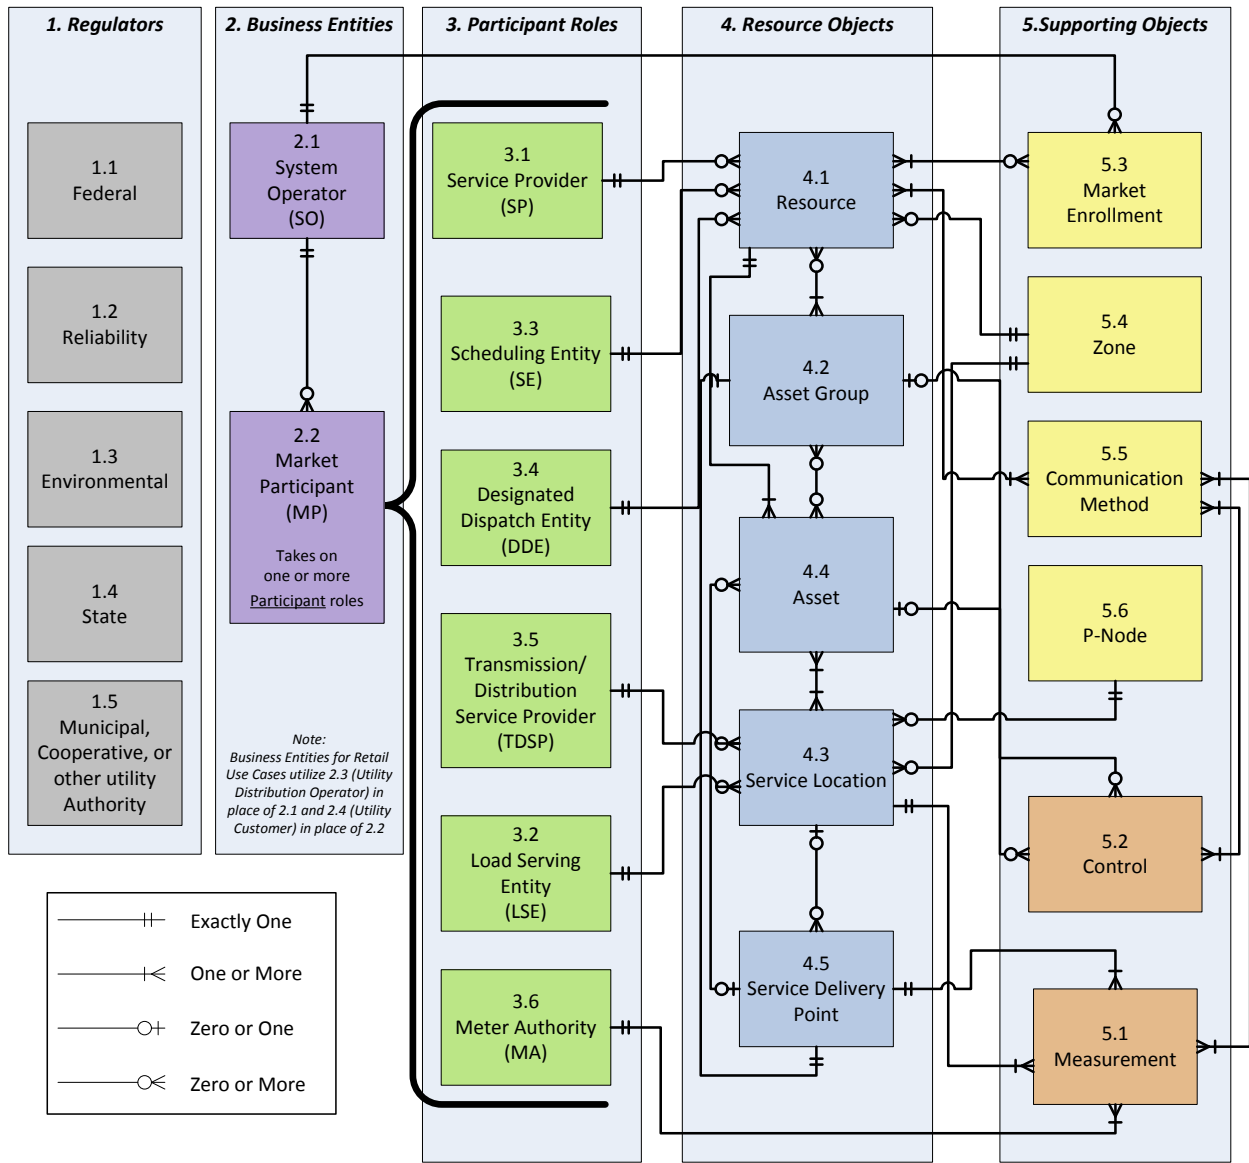 1. Regulators
1.1
Federal
1.2
Reliability
1.3
Environmental
1.4
State
1.5
Municipal,
Cooperative, or
other utility
Authority
2. Business Entities
2.1
System
Operator
(SO)
2.2
Market
Participant
(MP)
Takes on
one or more
Participant roles
Note:
Business Entities for Retail
Use Cases utilize 2.3 (Utility
Distribution Operator) in
place of 2.1 and 2.4 (Utility
Customer) in place of 2.2
3. Participant Roles
3.1
Service Provider
(SP)
3.3
Scheduling Entity
(SE)
3.4
Designated
Dispatch Entity
(DDE)
3.5
Transmission/
Distribution
Service Provider
(TDSP)
3.2
Load Serving
Entity
(LSE)
3.6
Meter Authority
(MA)
4. Resource Objects
4.1
Resource
4.2
Asset Group
4.4
Asset
4.3
Service Location
4.5
Service Delivery
Point
5.Supporting Objects
5.3
Market
Enrollment
5.4
Zone
5.5
Communication
Method
5.6
P-Node
5.2
Control
5.1
Measurement
Exactly One
One or More
Zero or One
Zero or More